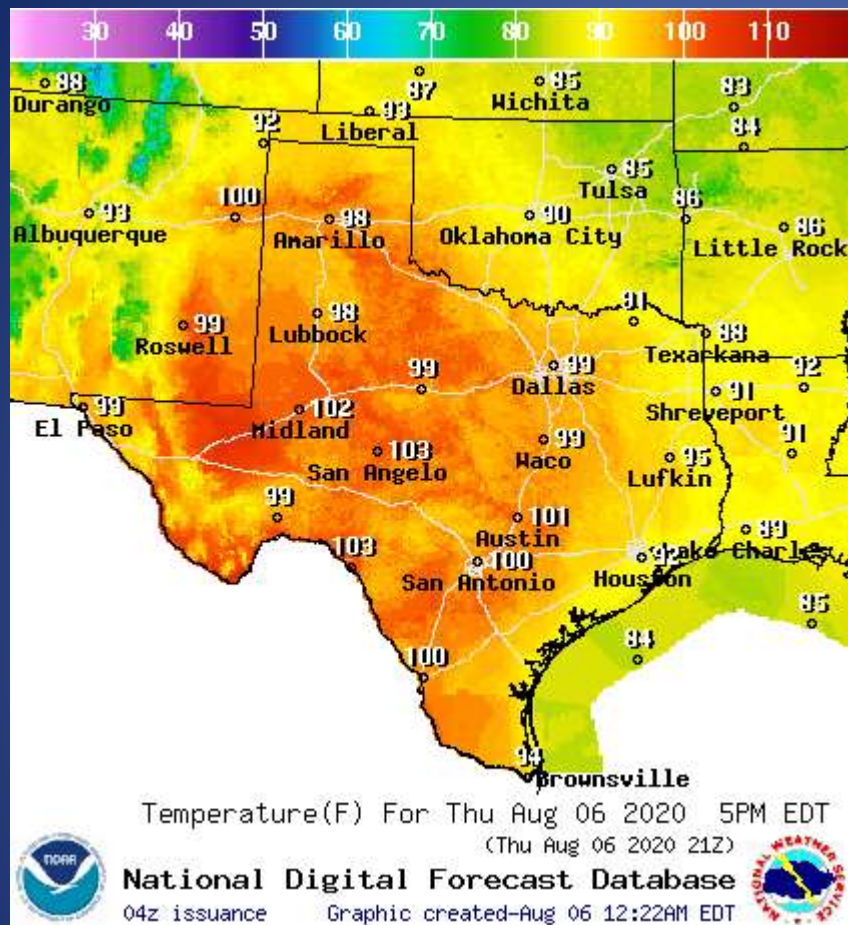 30 40 50 60 70 80 90 100 110
88 87 85 83
Durango Wichita
93
Liberal
92 84
85
Tulsa
93 100 98 90 86 86
Albuquerque Amarillo Oklahoma City Little Rock
99 98 91 88
Roswell Lubbock Texarkana
99 99 92
Dallas
91
Shreveport
99 102
El Paso Midland
103 99 95 91
San Angelo Waco Lufkin
99 101 89
Austin
103 100 92 Lake Charles
San Antonio Houston
85
84
100
94
Brownsville
Temperature(F) For Thu Aug 06 2020 5PM EDT
(Thu Aug 06 2020 21Z)
NOAA
National Digital Forecast Database
04z issuance Graphic created-Aug 06 12:22AM EDT
NATIONAL WEATHER SERVICE